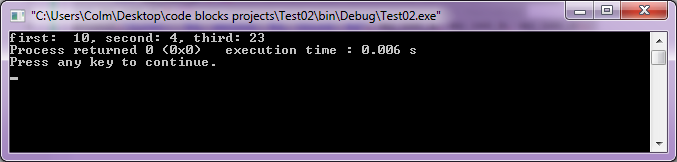 "C:\Users\Colm\Desktop\code blocks projects\Test02\bin\Debug\Test02.exe"
first:  10, second: 4, third: 23
Process returned 0 (0x0)   execution time : 0.006 s
Press any key to continue.